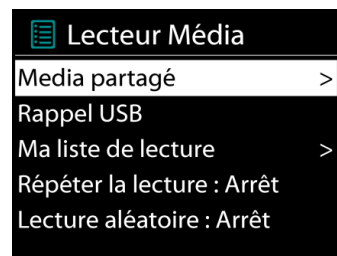 Lecteur Média
Media partagé >
Rappel USB
Ma liste de lecture >
Répéter la lecture : Arrêt
Lecture aléatoire : Arrêt